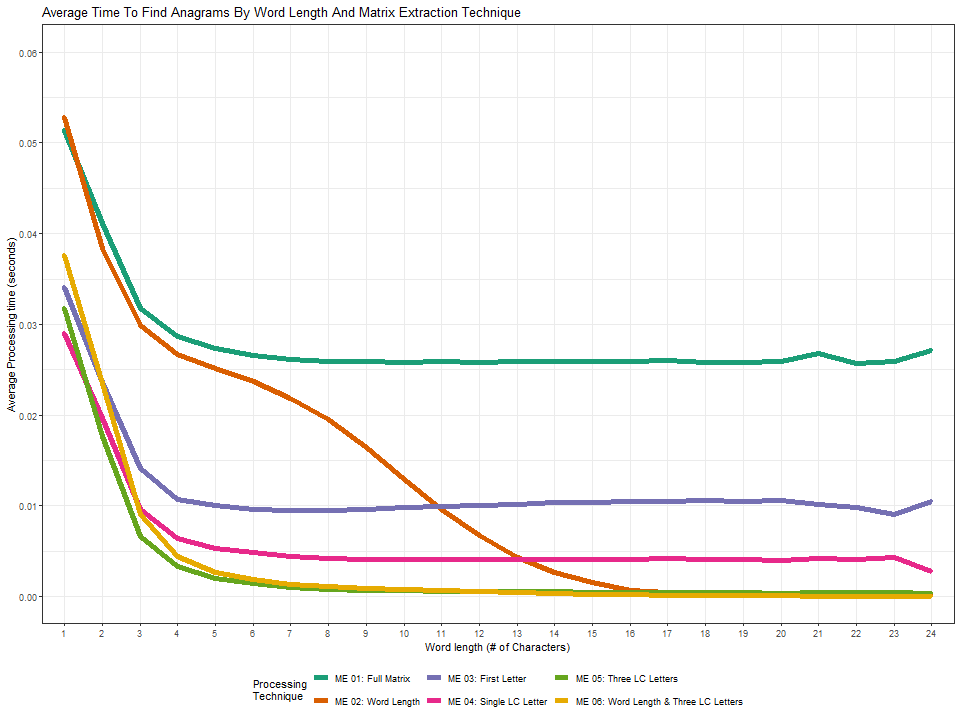 Average Time To Find Anagrams By Word Length And Matrix Extraction Technique
Average Processing time (seconds)
0.06
0.05
0.04
0.03
0.02
0.01
0.00
1 2 3 4 5 6 7 8 9 10 11 12 13 14 15 16 17 18 19 20 21 22 23 24
Word length (# of Characters)
Processing
Technique
ME 01: Full Matrix ME 03: First Letter ME 05: Three LC Letters
ME 02: Word Length ME 04: Single LC Letter ME 06: Word Length & Three LC Letters